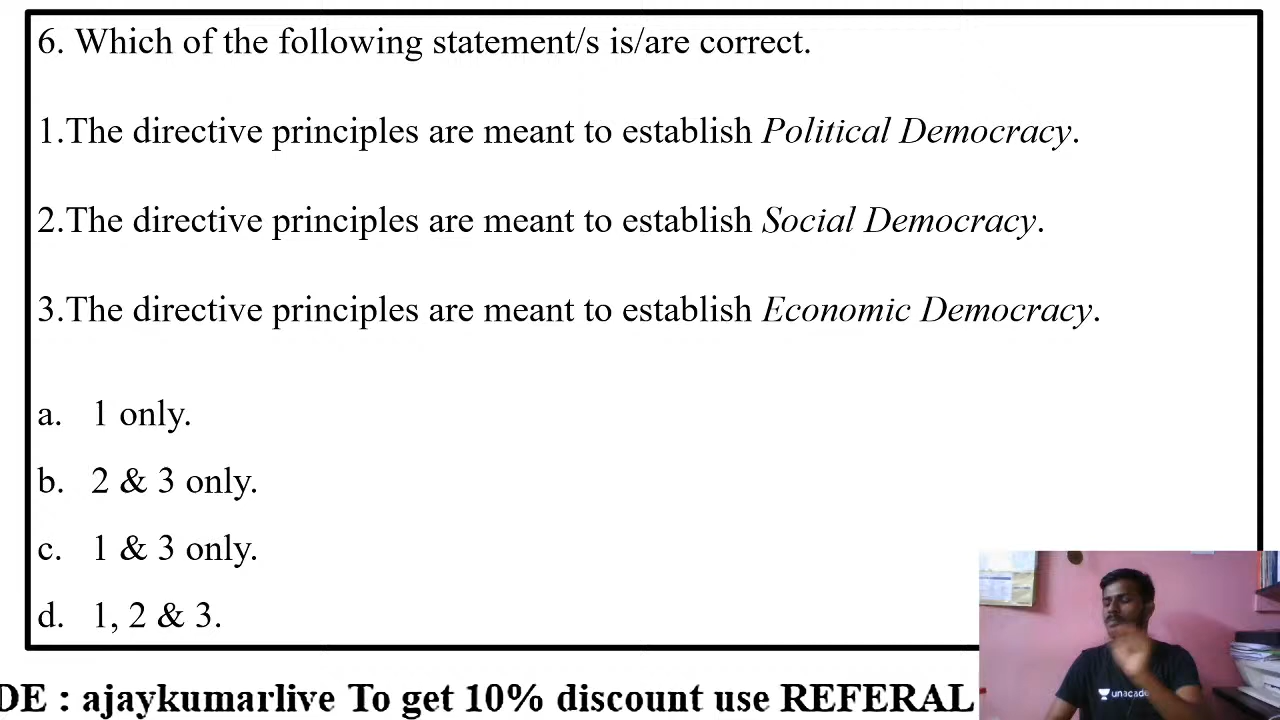 6. Which of the following statement/s is/are correct.
1.The directive principles are meant to establish Political Democracy.
2.The directive principles are meant to establish Social Democracy.
3.The directive principles are meant to establish Economic Democracy.
a. 1 only.
b. 2 & 3 only.
c. 1 & 3 only.
d. 1, 2 & 3.
DE : ajaykumarlive To get 10% discount use REFERAL
unacade